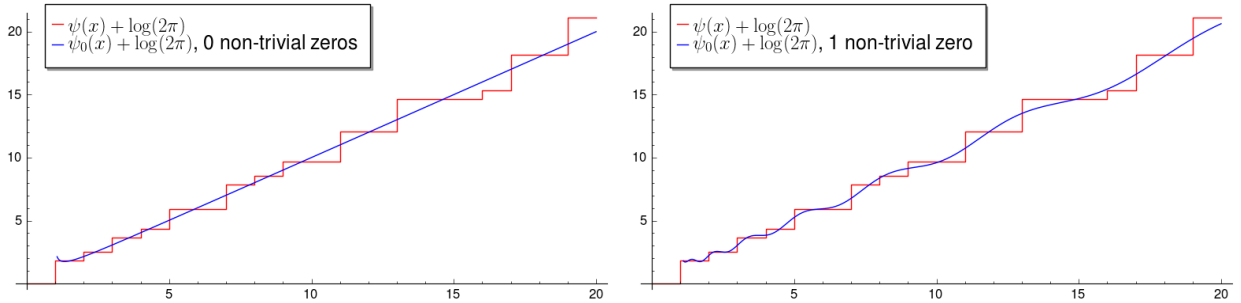 ψ(x) + log(2π)
ψ₀(x) + log(2π), 0 non-trivial zeros
20
15
10
5
5 10 15 20
ψ(x) + log(2π)
ψ₀(x) + log(2π), 1 non-trivial zero
20
15
10
5
5 10 15 20